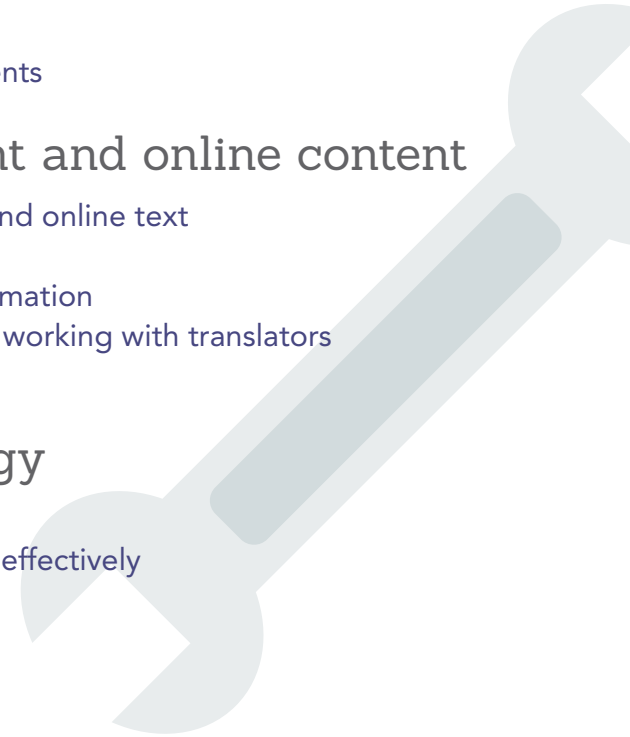 nts
nt and online content
nd online text
mation
working with translators
gy
effectively